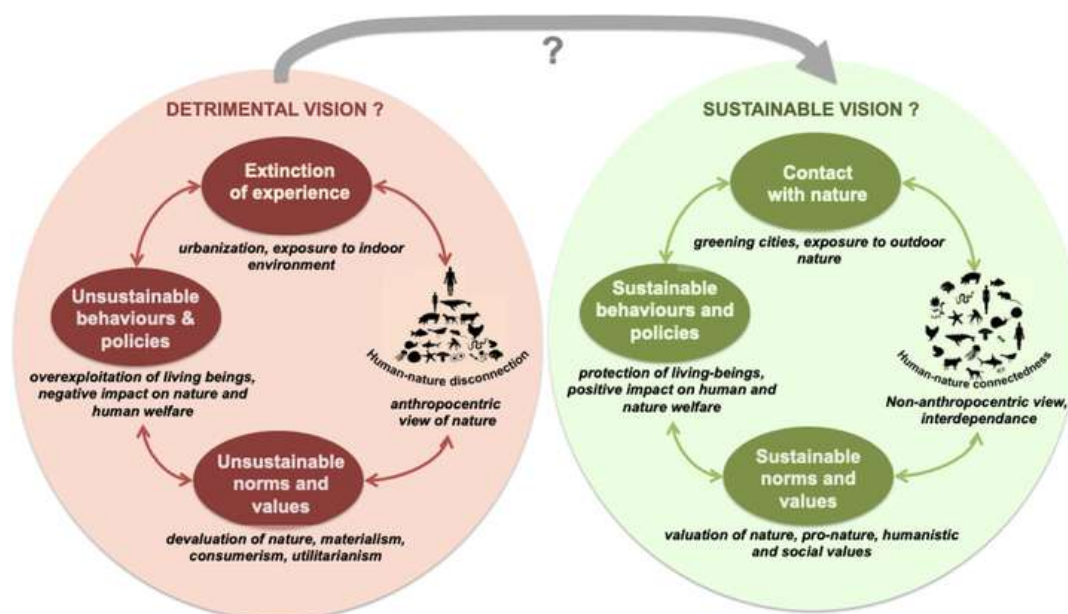 ?
DETRIMENTAL VISION ?
Extinction
of experience
urbanization, exposure to indoor
environment
Unsustainable
behaviours &
policies
overexploitation of living beings,
negative impact on nature and
human welfare
Human-nature disconnection
anthropocentric
view of nature
Unsustainable
norms and
values
devaluation of nature, materialism,
consumerism, utilitarianism
SUSTAINABLE VISION ?
Contact
with nature
greening cities, exposure to outdoor
nature
Sustainable
behaviours and
policies
protection of living-beings,
positive impact on human and
nature welfare
Human-nature connectedness
Non-anthropocentric view,
interdependance
Sustainable
norms and
values
valuation of nature, pro-nature, humanistic
and social values